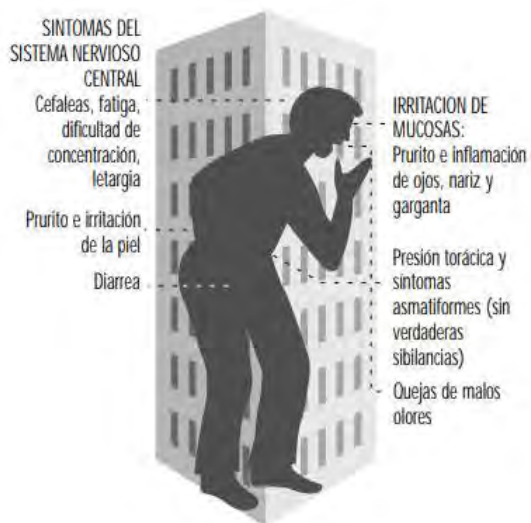 SINTOMAS DEL
SISTEMA NERVIOSO
CENTRAL
Cefaleas, fatiga,
dificultad de
concentración,
letargia
Prurito e irritación
de la piel
Diarrea
IRRITACION DE
MUCOSAS:
Prurito e inflamación
de ojos, nariz y
garganta
Presión torácica y
síntomas
asmatiformes (sin
verdaderas
sibilancias)
Quejas de malos
olores